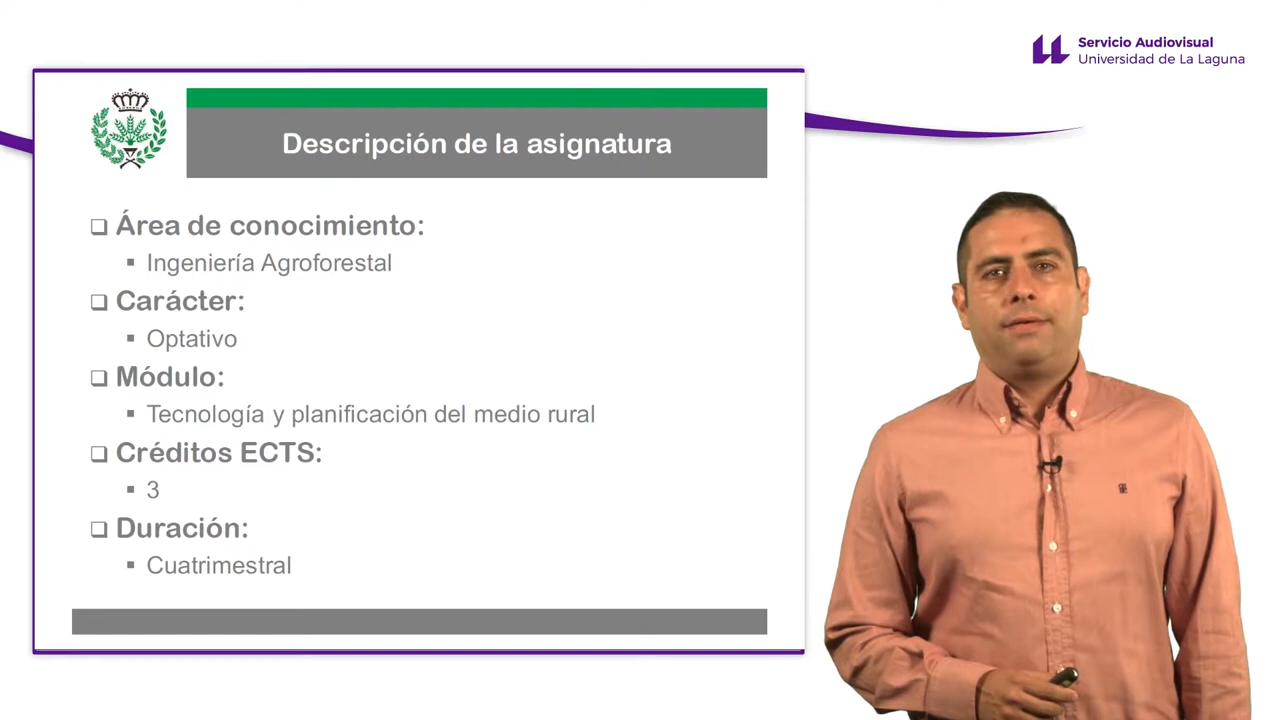 Servicio Audiovisual
Universidad de La Laguna
Descripción de la asignatura
Área de conocimiento:
Ingeniería Agroforestal
Carácter:
Optativo
Módulo:
Tecnología y planificación del medio rural
Créditos ECTS:
3
Duración:
Cuatrimestral